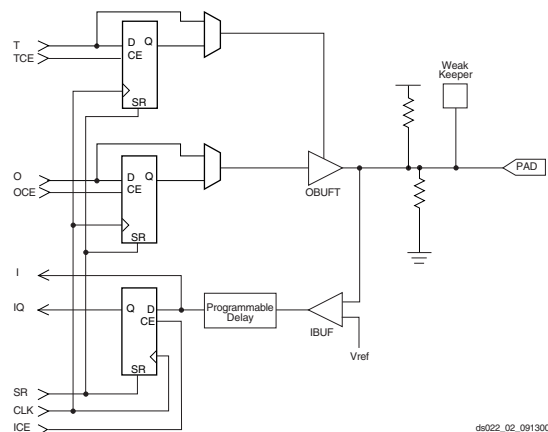 T
TCE
D Q
CE
SR
Weak
Keeper
O
OCE
D Q
CE
SR
OBUFT
PAD
I
IQ
Q D
CE
SR
Programmable
Delay
IBUF
Vref
SR
CLK
ICE
ds022_02_091300